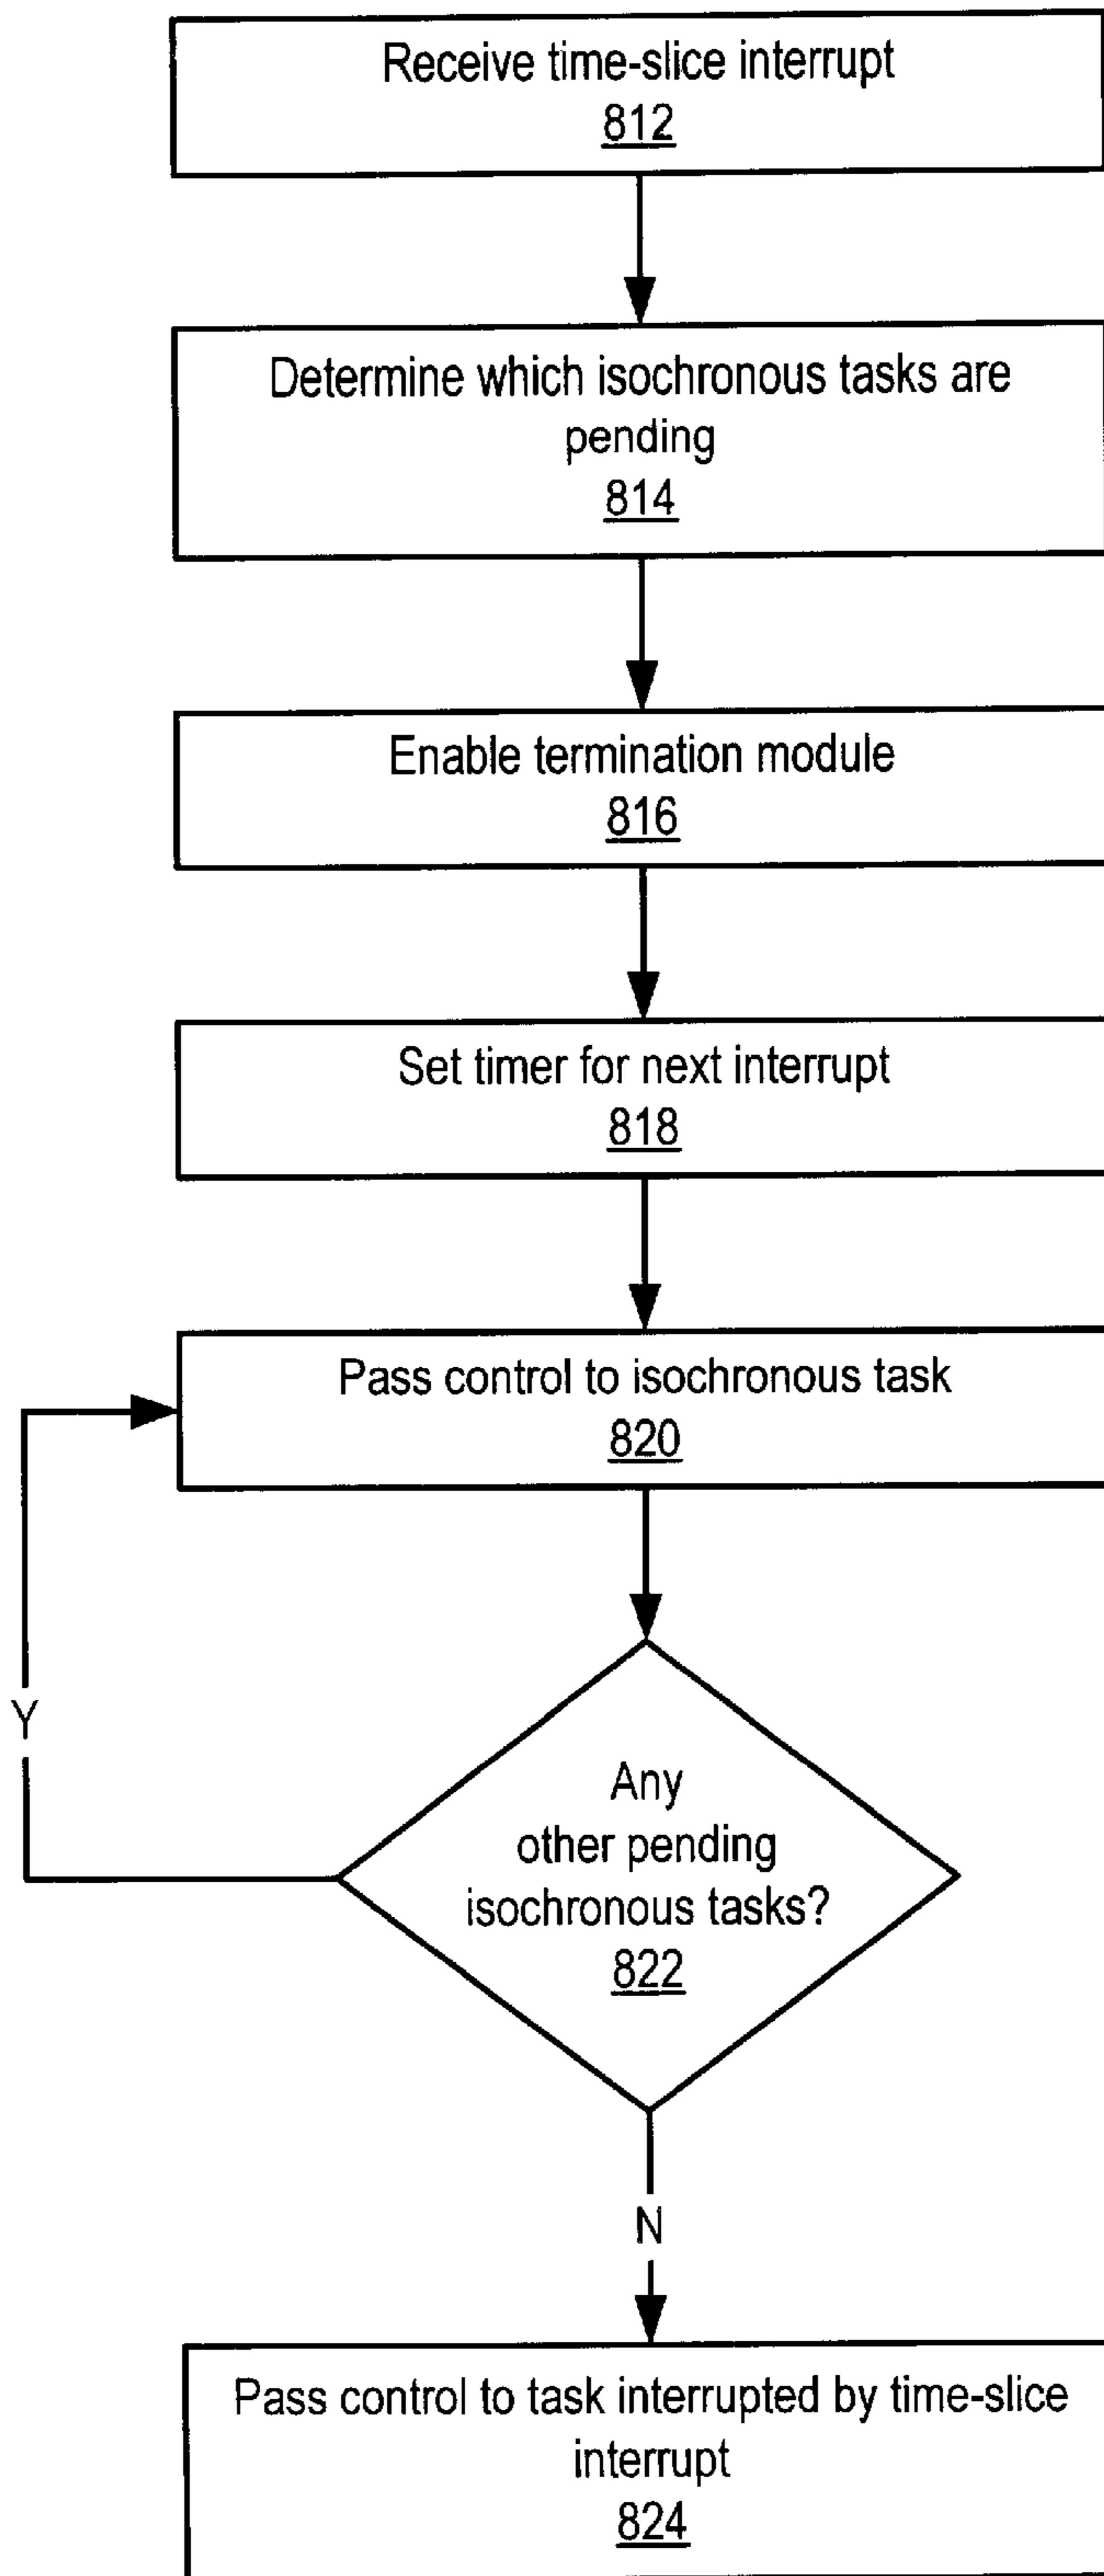 Receive time-slice interrupt
812
Determine which isochronous tasks are
pending
814
Enable termination module
816
Set timer for next interrupt
818
Pass control to isochronous task
820
Y
Any
other pending
isochronous tasks?
822
N
Pass control to task interrupted by time-slice
interrupt
824